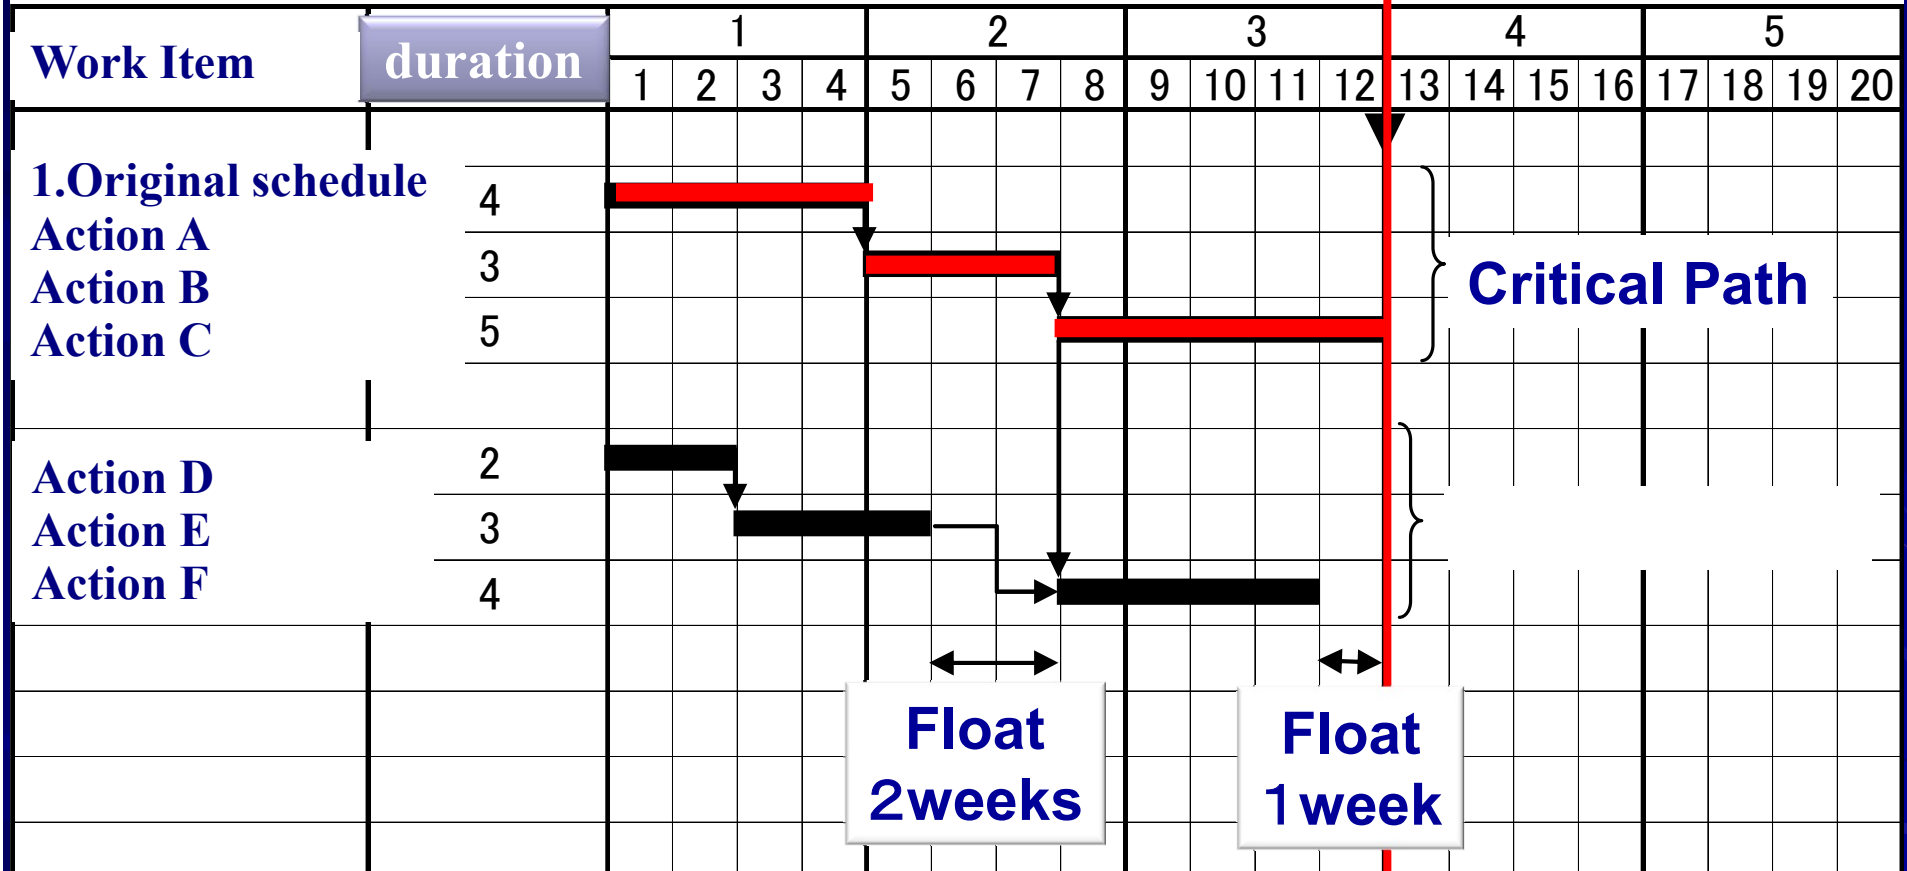 Work Item duration 1 2 3 4 5
1 2 3 4 5 6 7 8 9 10 11 12 13 14 15 16 17 18 19 20
1.Original schedule 4
Action A
Action B 3
Action C 5
Critical Path
Action D 2
Action E 3
Action F 4
Float
2weeks
Float
1week